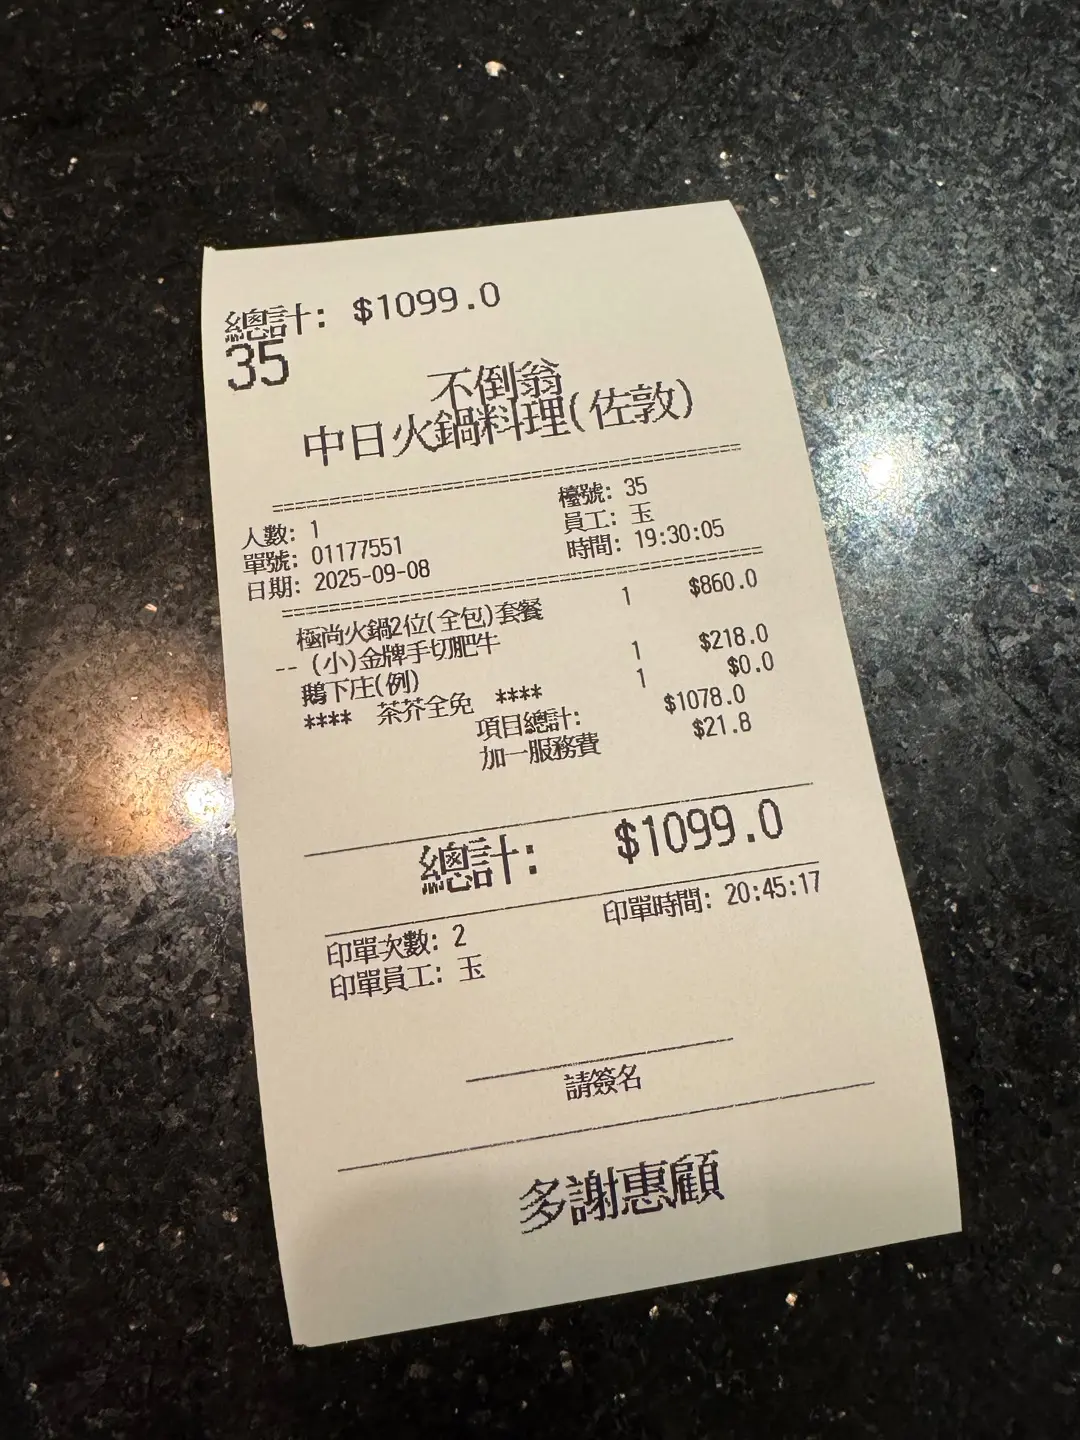 總計: $1099.0
35
不倒翁
中日火鍋料理(佐敦)
人數: 1 檯號: 35
單號: 01177551 員工: 玉
日期: 2025-09-08 時間: 19:30:05
極尚火鍋2位(全包)套餐 1 $860.0
-- (小)金牌手切肥牛
鵝下庄(例) 1 $218.0
**** 茶芥全免 **** 1 $0.0
項目總計: $1078.0
加一服務費 $21.8
總計: $1099.0
印單次數: 2 印單時間: 20:45:17
印單員工: 玉
請簽名
多謝惠顧